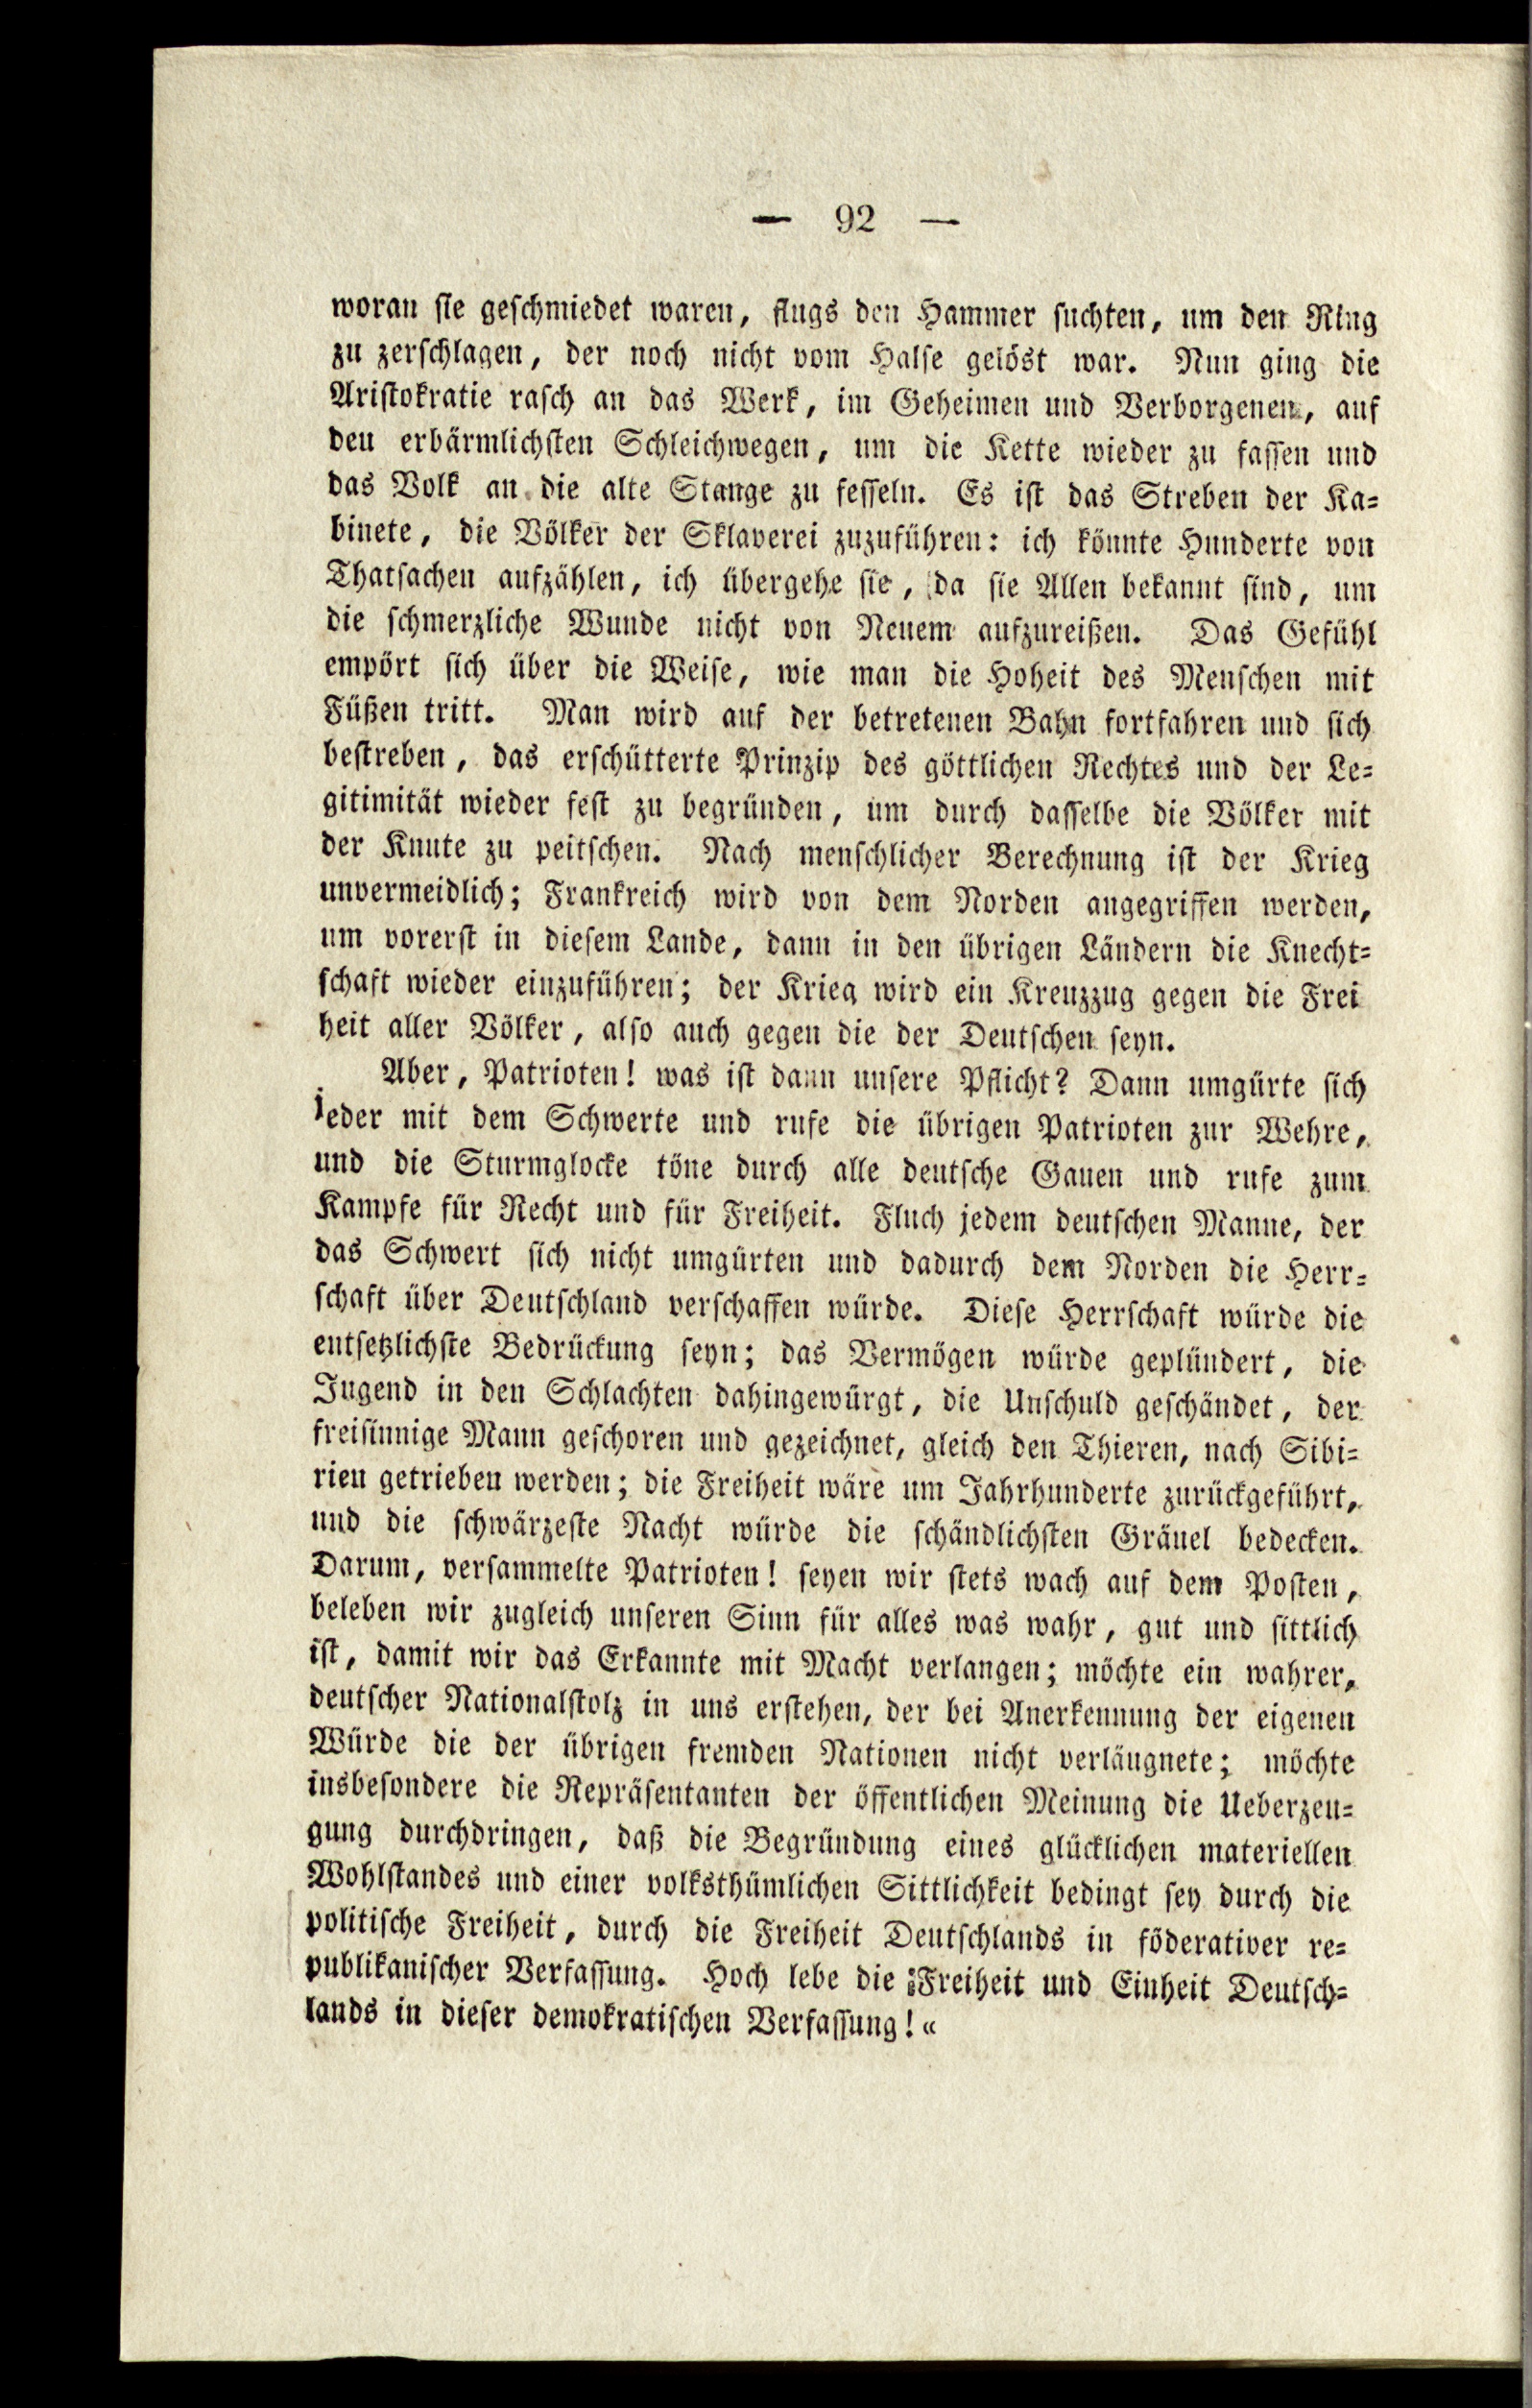 — 92 —
woran sie geschmiedet waren, flugs den Hammer suchten, um den Ring
zu zerschlagen, der noch nicht vom Halse gelöst war. Nun ging die
Aristokratie rasch an das Werk, im Geheimen und Verborgenen, auf
den erbärmlichsten Schleichwegen, um die Kette wieder zu fassen und
das Volk an die alte Stange zu fesseln. Es ist das Streben der Ka-
binete, die Völker der Sklaverei zuzuführen: ich könnte Hunderte von
Thatsachen aufzählen, ich übergehe sie, da sie Allen bekannt sind, um
die schmerzliche Wunde nicht von Neuem aufzureißen. Das Gefühl
empört sich über die Weise, wie man die Hoheit des Menschen mit
Füßen tritt. Man wird auf der betretenen Bahn fortfahren und sich
bestreben, das erschütterte Prinzip des göttlichen Rechtes und der Le-
gitimität wieder fest zu begründen, um durch dasselbe die Völker mit
der Knute zu peitschen. Nach menschlicher Berechnung ist der Krieg
unvermeidlich; Frankreich wird von dem Norden angegriffen werden,
um vorerst in diesem Lande, dann in den übrigen Ländern die Knecht-
schaft wieder einzuführen; der Krieg wird ein Kreuzzug gegen die Frei
heit aller Völker, also auch gegen die der Deutschen seyn.
Aber, Patrioten! was ist dann unsere Pflicht? Dann umgürte sich
jeder mit dem Schwerte und rufe die übrigen Patrioten zur Wehre,
und die Sturmglocke töne durch alle deutsche Gauen und rufe zum
Kampfe für Recht und für Freiheit. Fluch jedem deutschen Manne, der
das Schwert sich nicht umgürten und dadurch dem Norden die Herr-
schaft über Deutschland verschaffen würde. Diese Herrschaft würde die
entsetzlichste Bedrückung seyn; das Vermögen würde geplündert, die
Jugend in den Schlachten dahingewürgt, die Unschuld geschändet, der
freisinnige Mann geschoren und gezeichnet, gleich den Thieren, nach Sibi-
rien getrieben werden; die Freiheit wäre um Jahrhunderte zurückgeführt,
und die schwärzeste Nacht würde die schändlichsten Gräuel bedecken.
Darum, versammelte Patrioten! seyen wir stets wach auf dem Posten,
beleben wir zugleich unseren Sinn für alles was wahr, gut und sittlich
ist, damit wir das Erkannte mit Macht verlangen; möchte ein wahrer,
deutscher Nationalstolz in uns erstehen, der bei Anerkennung der eigenen
Würde die der übrigen fremden Nationen nicht verläugnete; möchte
insbesondere die Repräsentanten der öffentlichen Meinung die Ueberzeu-
gung durchdringen, daß die Begründung eines glücklichen materiellen
Wohlstandes und einer volksthümlichen Sittlichkeit bedingt sey durch die
politische Freiheit, durch die Freiheit Deutschlands in föderativer re-
publikanischer Verfassung. Hoch lebe die Freiheit und Einheit Deutsch-
lands in dieser demokratischen Verfassung!«